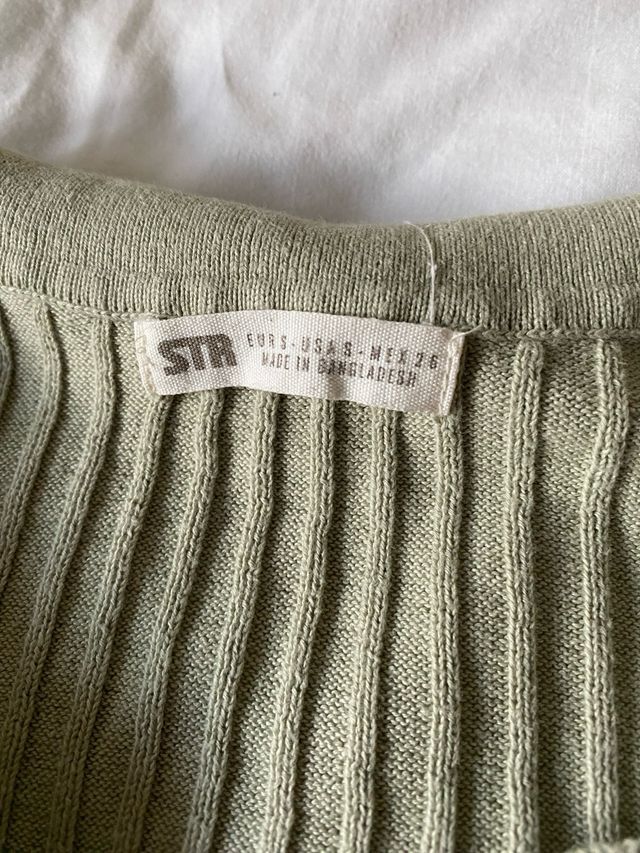 STR
EUR S - USA S - MEX 26
MADE IN BANGLADESH